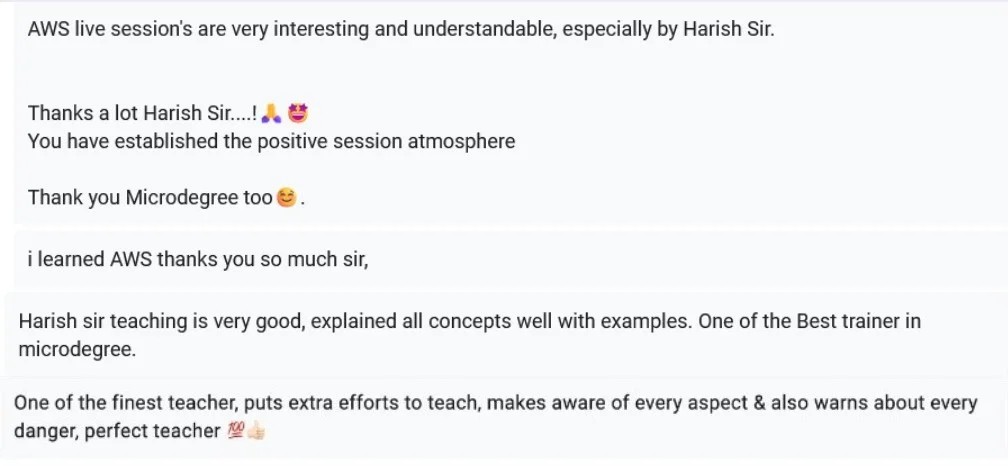 AWS live session's are very interesting and understandable, especially by Harish Sir.
Thanks a lot Harish Sir....!🙏🤩
You have established the positive session atmosphere
Thank you Microdegree too😊.
i learned AWS thanks you so much sir,
Harish sir teaching is very good, explained all concepts well with examples. One of the Best trainer in
microdegree.
One of the finest teacher, puts extra efforts to teach, makes aware of every aspect & also warns about every
danger, perfect teacher 💯👍🏻